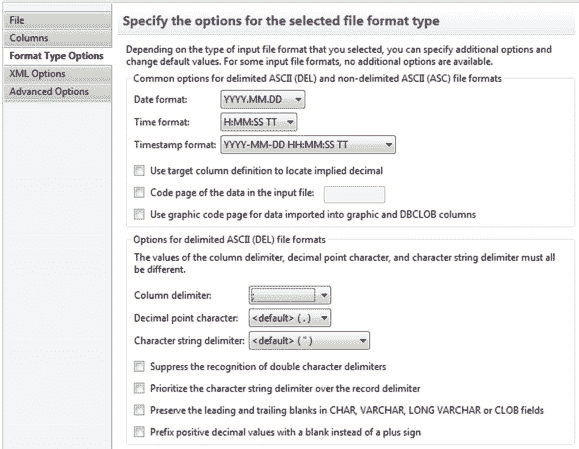 File
Columns
Format Type Options
XML Options
Advanced Options
Specify the options for the selected file format type
Depending on the type of input file format that you selected, you can specify additional options and
change default values. For some input file formats, no additional options are available.
Common options for delimited ASCII (DEL) and non-delimited ASCII (ASC) file formats
Date format: YYYY.MM.DD
Time format: H:MM:SS TT
Timestamp format: YYYY-MM-DD HH:MM:SS TT
Use target column definition to locate implied decimal
Code page of the data in the input file:
Use graphic code page for data imported into graphic and DBCLOB columns
Options for delimited ASCII (DEL) file formats
The values of the column delimiter, decimal point character, and character string delimiter must all
be different.
Column delimiter: ;
Decimal point character: <default> ( . )
Character string delimiter: <default> ( " )
Suppress the recognition of double character delimiters
Prioritize the character string delimiter over the record delimiter
Preserve the leading and trailing blanks in CHAR, VARCHAR, LONG VARCHAR or CLOB fields
Prefix positive decimal values with a blank instead of a plus sign